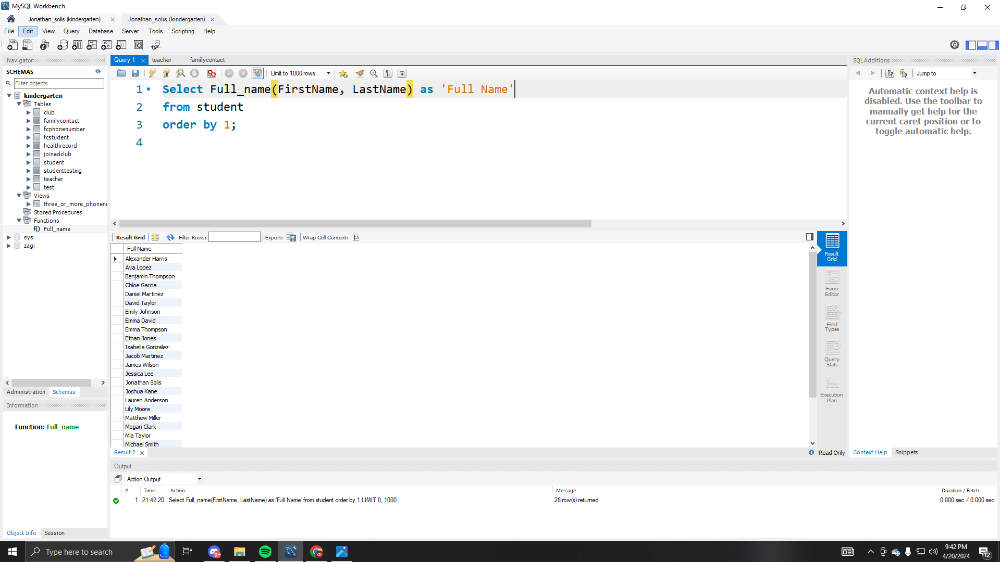 MySQL Workbench
Jonathan_solis (kindergarten)
Jonathan_solis (kindergarten)
File Edit View Query Database Server Tools Scripting Help
Navigator
SCHEMAS
Filter objects
kindergarten
Tables
club
familycontact
fcphonenumber
fcstudent
healthrecord
joinedclub
student
studenttesting
teacher
test
Views
three_or_more_phonenu
Stored Procedures
Functions
f() Full_name
sys
zagi
Administration Schemas
Information
Function: Full_name
Object Info Session
Query 1 teacher familycontact
Limit to 1000 rows
1 Select Full_name(FirstName, LastName) as 'Full Name'
2 from student
3 order by 1;
4
Result Grid Filter Rows: Export: Wrap Cell Content:
Full Name
Alexander Harris
Ava Lopez
Benjamin Thompson
Chloe Garcia
Daniel Martinez
David Taylor
Emily Johnson
Emma David
Emma Thompson
Ethan Jones
Isabella Gonzalez
Jacob Martinez
James Wilson
Jessica Lee
Jonathan Solis
Joshua Kane
Lauren Anderson
Lily Moore
Matthew Miller
Megan Clark
Mia Taylor
Michael Smith
Result
Grid
Form
Editor
Field
Types
Query
Stats
Execution
Plan
Result 2
Read Only
Output
Action Output
# Time Action Message Duration / Fetch
1 21:42:20 Select Full_name(FirstName, LastName) as 'Full Name' from student order by 1 LIMIT 0, 1000 28 row(s) returned 0.000 sec / 0.000 sec
SQLAdditions
Jump to
Automatic context help is
disabled. Use the toolbar to
manually get help for the
current caret position or to
toggle automatic help.
Context Help Snippets
Type here to search
9+
9:42 PM
4/20/2024
12